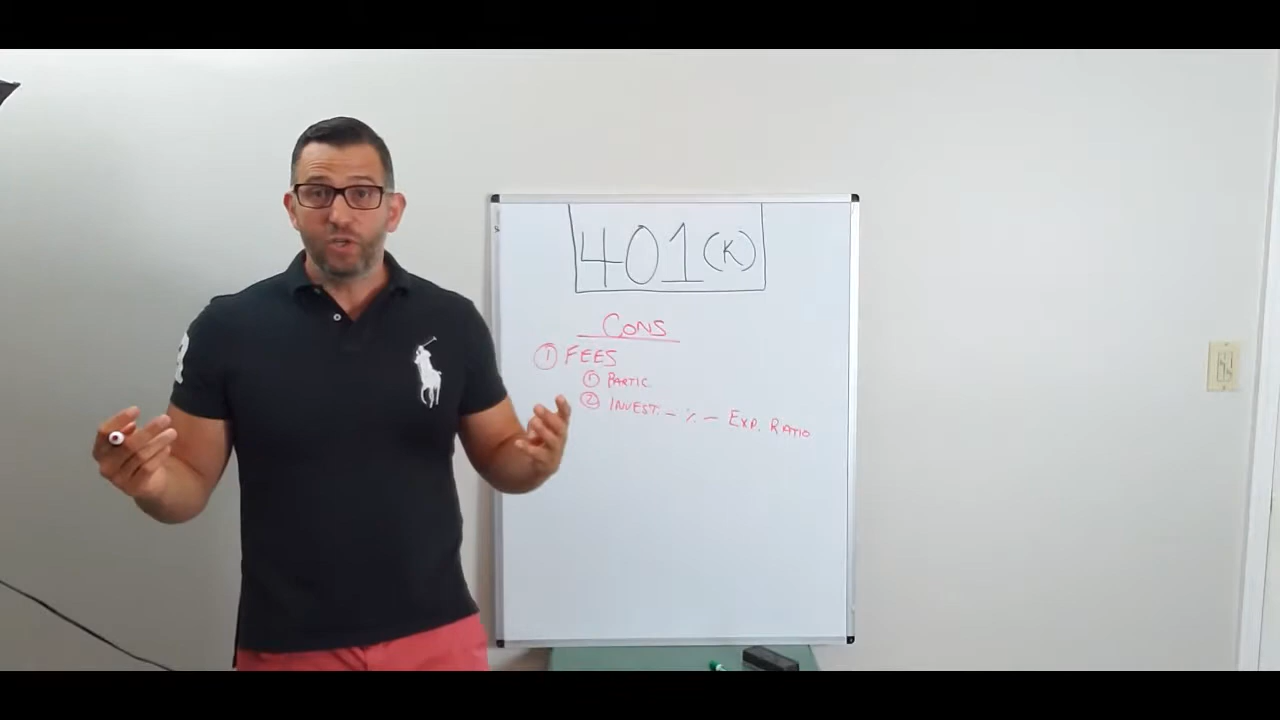 401(K)
CONS
① FEES
① PARTIC.
② INVEST. - % - EXP. RATIO